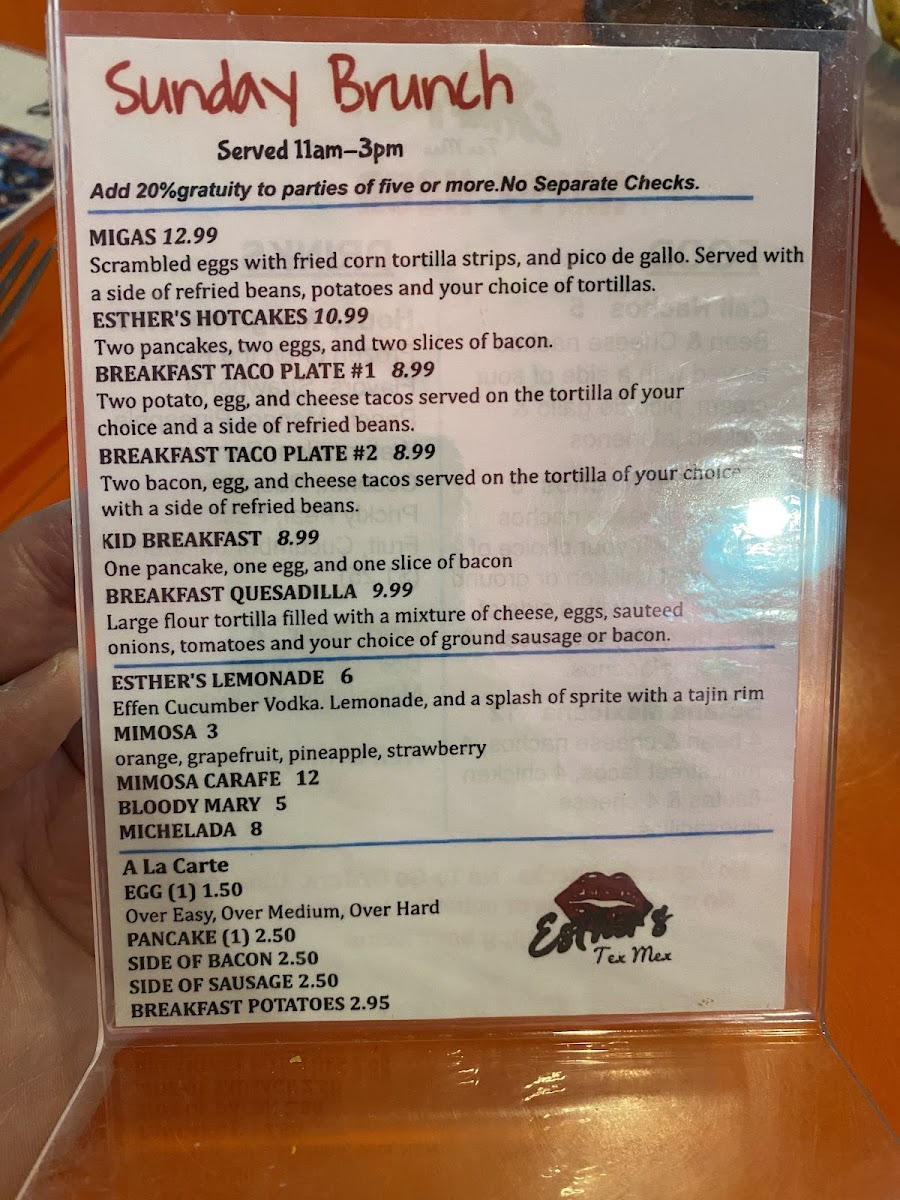 Sunday Brunch
Served 11am–3pm
Add 20%gratuity to parties of five or more.No Separate Checks.
MIGAS 12.99
Scrambled eggs with fried corn tortilla strips, and pico de gallo. Served with
a side of refried beans, potatoes and your choice of tortillas.
ESTHER'S HOTCAKES 10.99
Two pancakes, two eggs, and two slices of bacon.
BREAKFAST TACO PLATE #1 8.99
Two potato, egg, and cheese tacos served on the tortilla of your
choice and a side of refried beans.
BREAKFAST TACO PLATE #2 8.99
Two bacon, egg, and cheese tacos served on the tortilla of your choice
with a side of refried beans.
KID BREAKFAST 8.99
One pancake, one egg, and one slice of bacon
BREAKFAST QUESADILLA 9.99
Large flour tortilla filled with a mixture of cheese, eggs, sauteed
onions, tomatoes and your choice of ground sausage or bacon.
ESTHER'S LEMONADE 6
Effen Cucumber Vodka. Lemonade, and a splash of sprite with a tajin rim
MIMOSA 3
orange, grapefruit, pineapple, strawberry
MIMOSA CARAFE 12
BLOODY MARY 5
MICHELADA 8
A La Carte
EGG (1) 1.50
Over Easy, Over Medium, Over Hard
PANCAKE (1) 2.50
SIDE OF BACON 2.50
SIDE OF SAUSAGE 2.50
BREAKFAST POTATOES 2.95
Esther's
Tex Mex